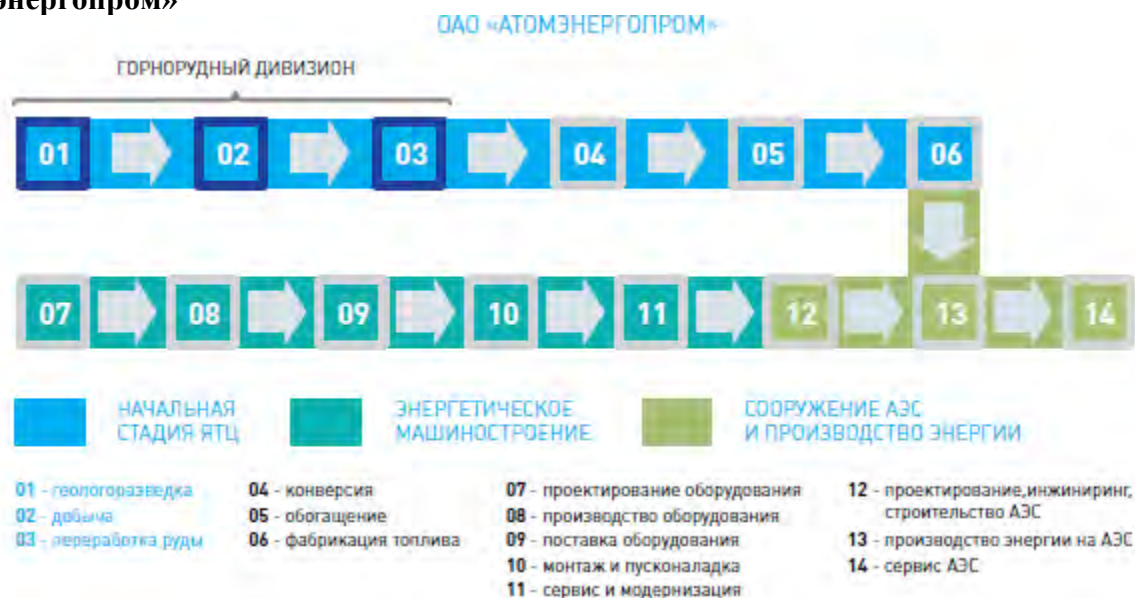 энергопром»
ОАО «АТОМЭНЕРГОПРОМ»
ГОРНОРУДНЫЙ ДИВИЗИОН
01 02 03 04 05 06
07 08 09 10 11 12 13 14
НАЧАЛЬНАЯ
СТАДИЯ ЯТЦ
ЭНЕРГЕТИЧЕСКОЕ
МАШИНОСТРОЕНИЕ
СООРУЖЕНИЕ АЭС
И ПРОИЗВОДСТВО ЭНЕРГИИ
01 - геологоразведка
02 - добыча
03 - переработка руды
04 - конверсия
05 - обогащение
06 - фабрикация топлива
07 - проектирование оборудования
08 - производство оборудования
09 - поставка оборудования
10 - монтаж и пусконаладка
11 - сервис и модернизация
12 - проектирование,инжиниринг,
строительство АЭС
13 - производство энергии на АЭС
14 - сервис АЭС